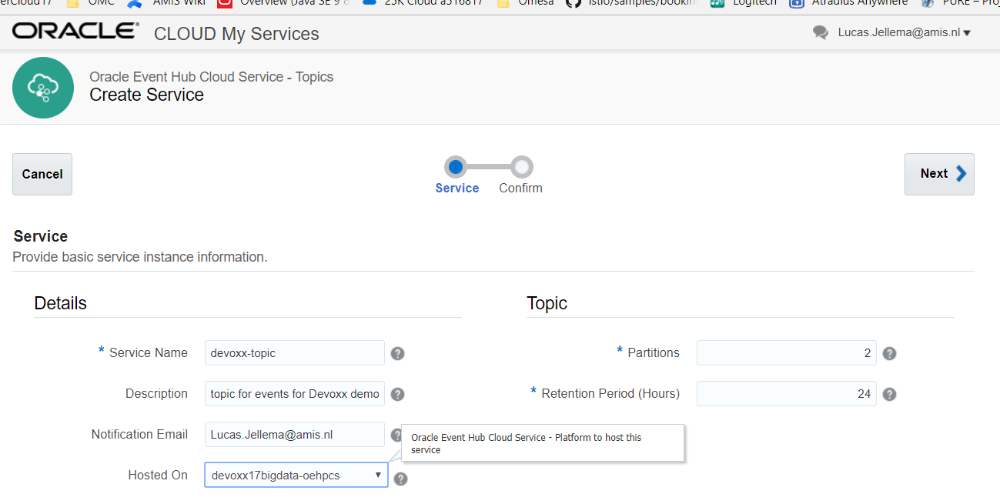 OMC AMIS Wiki Overview (Java SE 9 25K Cloud a516817 Omesa istio/samples/bookin Logitech Atradius Anywhere PURE – Proj
ORACLE® CLOUD My Services
Lucas.Jellema@amis.nl
Oracle Event Hub Cloud Service - Topics
Create Service
Cancel
Service Confirm
Next
Service
Provide basic service instance information.
Details
Topic
* Service Name devoxx-topic ?
* Partitions 2 ?
Description topic for events for Devoxx demo ?
* Retention Period (Hours) 24 ?
Notification Email Lucas.Jellema@amis.nl ?
Oracle Event Hub Cloud Service - Platform to host this
service
Hosted On devoxx17bigdata-oehpcs ?